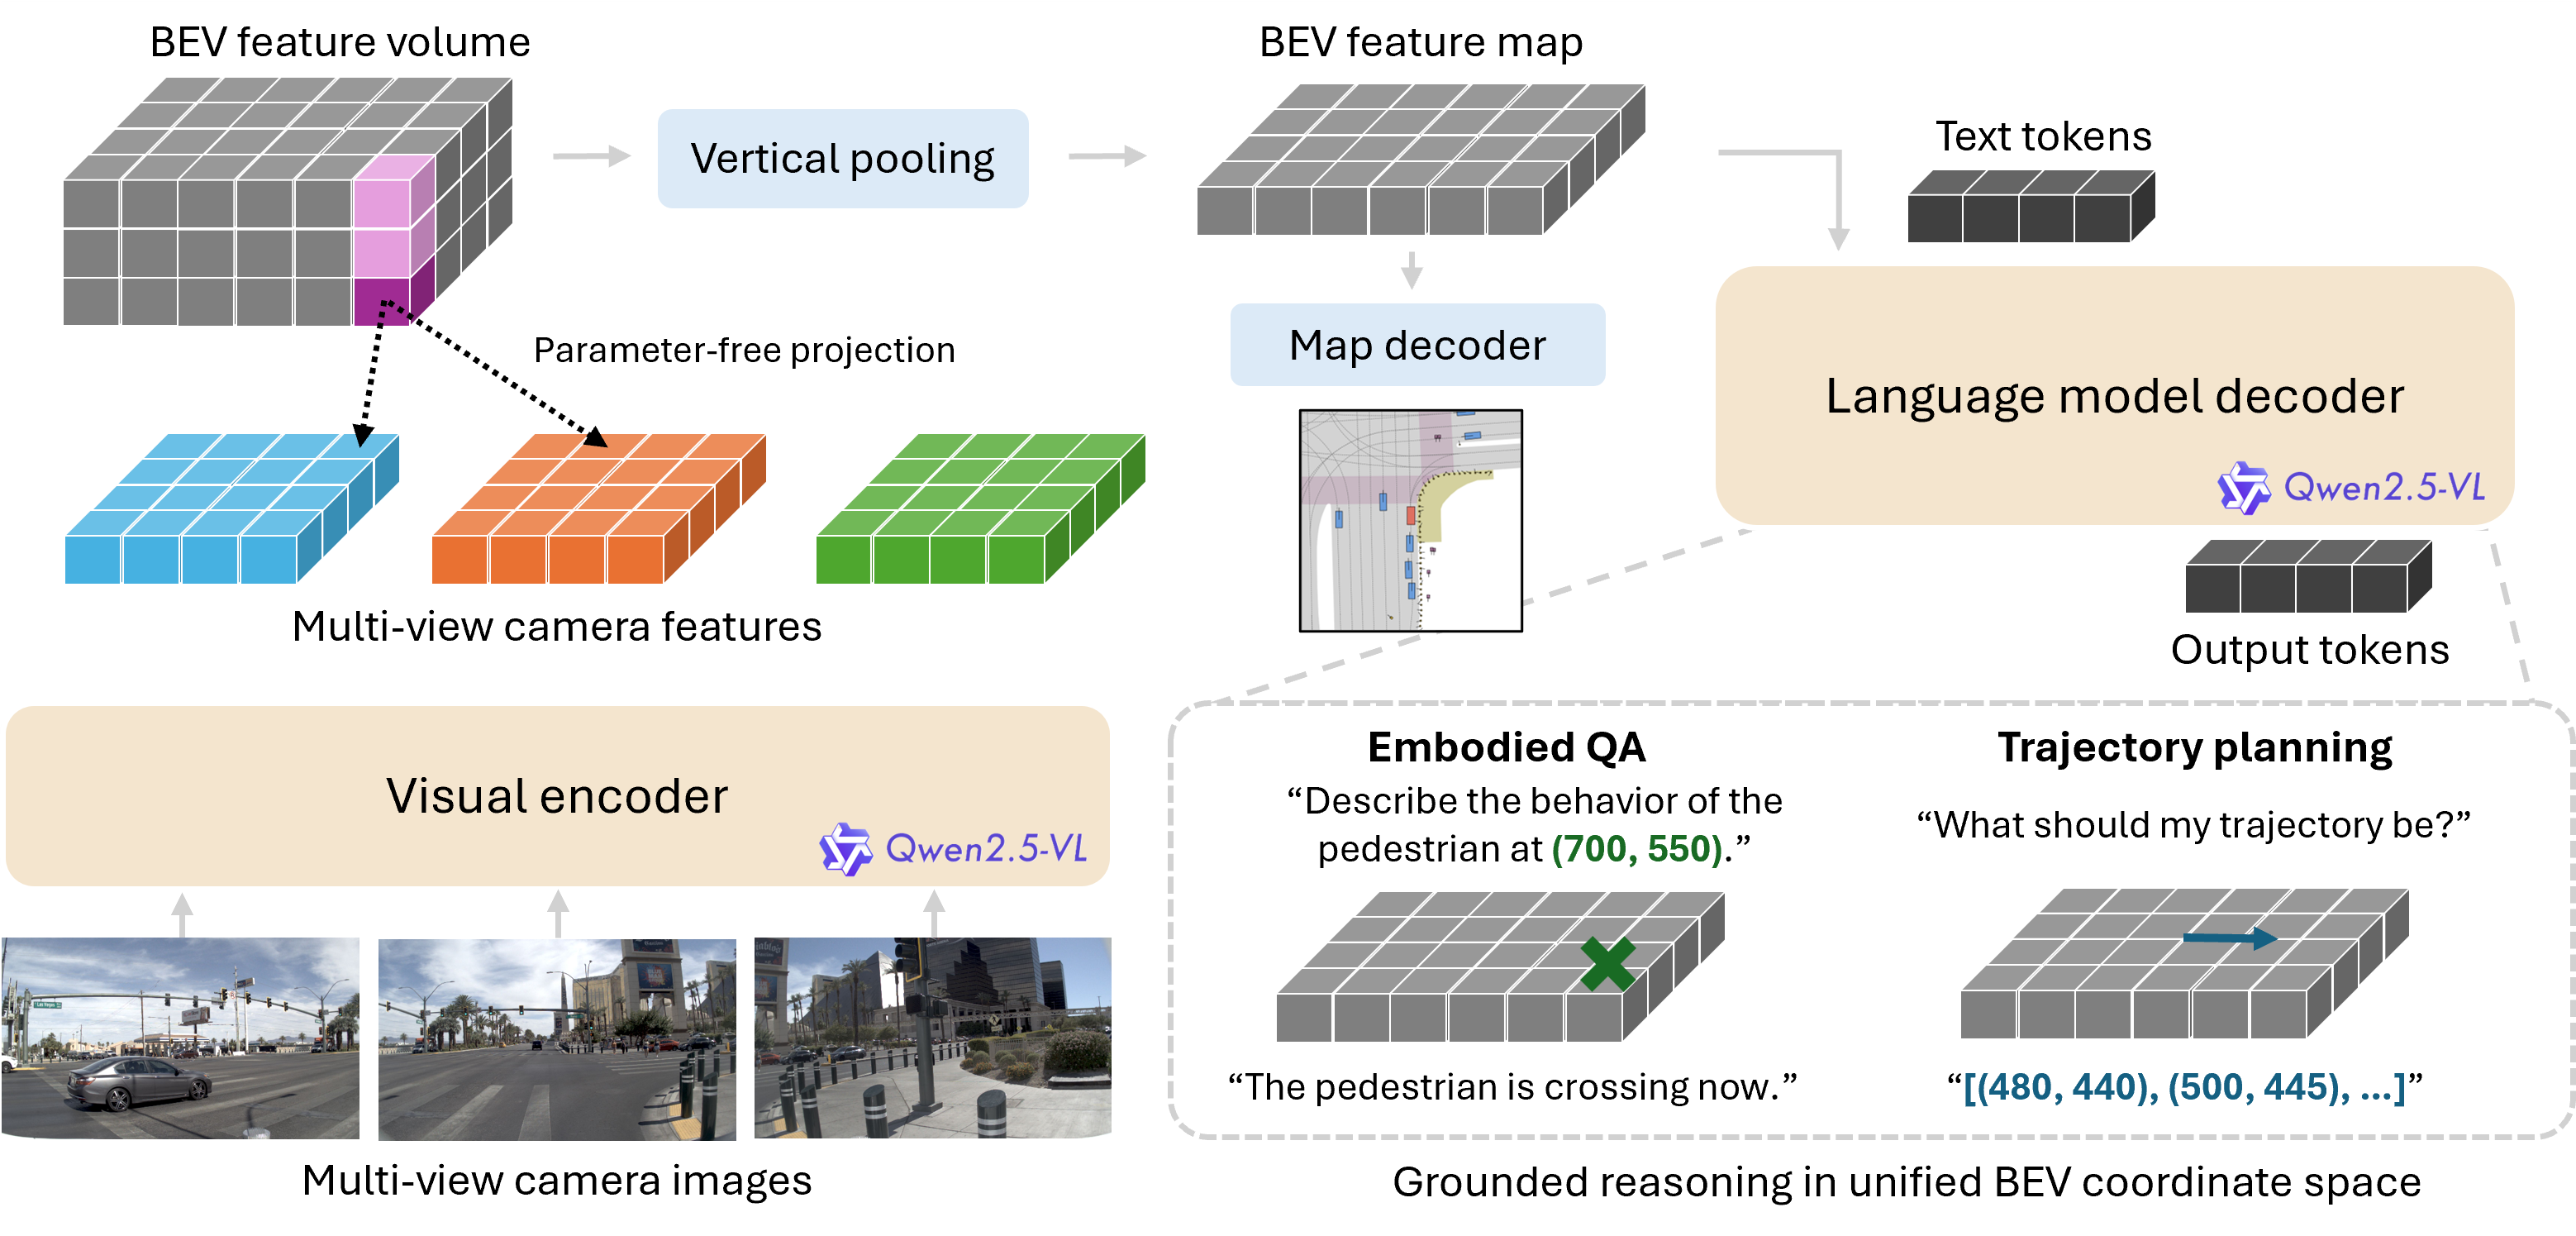 BEV feature volume
Vertical pooling
BEV feature map
Text tokens
Parameter-free projection
Map decoder
Language model decoder
Qwen2.5-VL
Multi-view camera features
Output tokens
Visual encoder
Qwen2.5-VL
Multi-view camera images
Embodied QA
“Describe the behavior of the
pedestrian at (700, 550).”
“The pedestrian is crossing now.”
Trajectory planning
“What should my trajectory be?”
“[(480, 440), (500, 445), ...]”
Grounded reasoning in unified BEV coordinate space